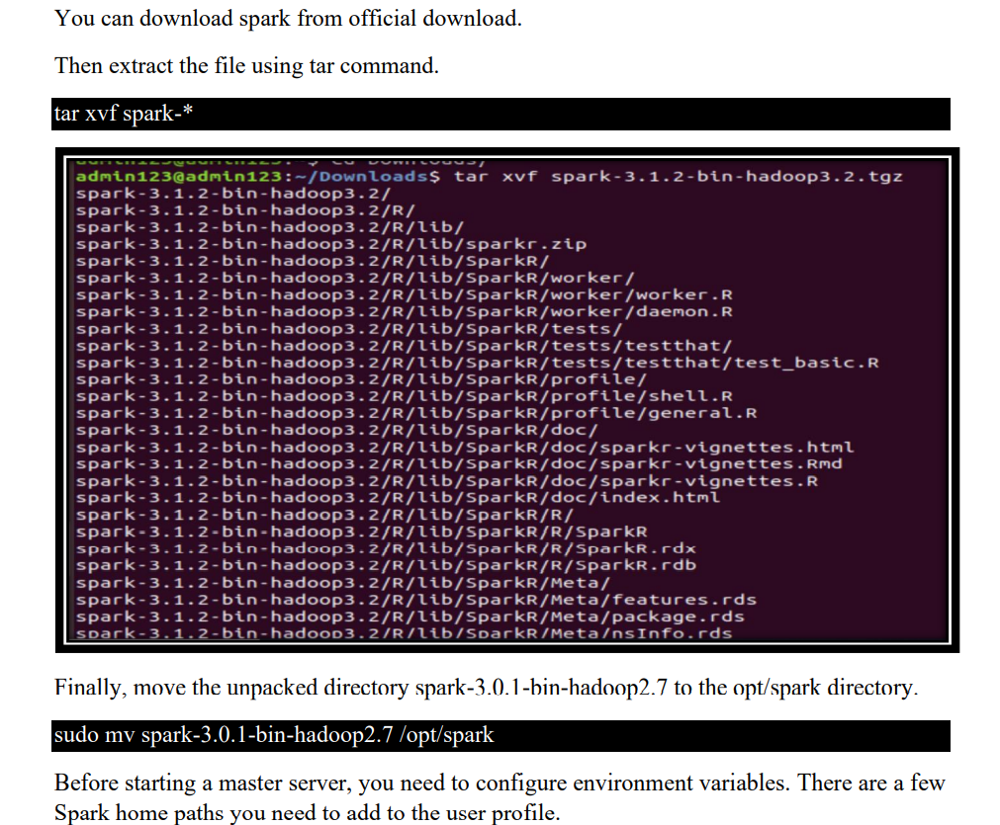 You can download spark from official download.
Then extract the file using tar command.
tar xvf spark-*
admin123@admin123:~$ cd Downloads/
admin123@admin123:~/Downloads$ tar xvf spark-3.1.2-bin-hadoop3.2.tgz
spark-3.1.2-bin-hadoop3.2/
spark-3.1.2-bin-hadoop3.2/R/
spark-3.1.2-bin-hadoop3.2/R/lib/
spark-3.1.2-bin-hadoop3.2/R/lib/sparkr.zip
spark-3.1.2-bin-hadoop3.2/R/lib/SparkR/
spark-3.1.2-bin-hadoop3.2/R/lib/SparkR/worker/
spark-3.1.2-bin-hadoop3.2/R/lib/SparkR/worker/worker.R
spark-3.1.2-bin-hadoop3.2/R/lib/SparkR/worker/daemon.R
spark-3.1.2-bin-hadoop3.2/R/lib/SparkR/tests/
spark-3.1.2-bin-hadoop3.2/R/lib/SparkR/tests/testthat/
spark-3.1.2-bin-hadoop3.2/R/lib/SparkR/tests/testthat/test_basic.R
spark-3.1.2-bin-hadoop3.2/R/lib/SparkR/profile/
spark-3.1.2-bin-hadoop3.2/R/lib/SparkR/profile/shell.R
spark-3.1.2-bin-hadoop3.2/R/lib/SparkR/profile/general.R
spark-3.1.2-bin-hadoop3.2/R/lib/SparkR/doc/
spark-3.1.2-bin-hadoop3.2/R/lib/SparkR/doc/sparkr-vignettes.html
spark-3.1.2-bin-hadoop3.2/R/lib/SparkR/doc/sparkr-vignettes.Rmd
spark-3.1.2-bin-hadoop3.2/R/lib/SparkR/doc/sparkr-vignettes.R
spark-3.1.2-bin-hadoop3.2/R/lib/SparkR/doc/index.html
spark-3.1.2-bin-hadoop3.2/R/lib/SparkR/R/
spark-3.1.2-bin-hadoop3.2/R/lib/SparkR/R/SparkR
spark-3.1.2-bin-hadoop3.2/R/lib/SparkR/R/SparkR.rdx
spark-3.1.2-bin-hadoop3.2/R/lib/SparkR/R/SparkR.rdb
spark-3.1.2-bin-hadoop3.2/R/lib/SparkR/Meta/
spark-3.1.2-bin-hadoop3.2/R/lib/SparkR/Meta/features.rds
spark-3.1.2-bin-hadoop3.2/R/lib/SparkR/Meta/package.rds
spark-3.1.2-bin-hadoop3.2/R/lib/SparkR/Meta/nsInfo.rds
Finally, move the unpacked directory spark-3.0.1-bin-hadoop2.7 to the opt/spark directory.
sudo mv spark-3.0.1-bin-hadoop2.7 /opt/spark
Before starting a master server, you need to configure environment variables. There are a few
Spark home paths you need to add to the user profile.